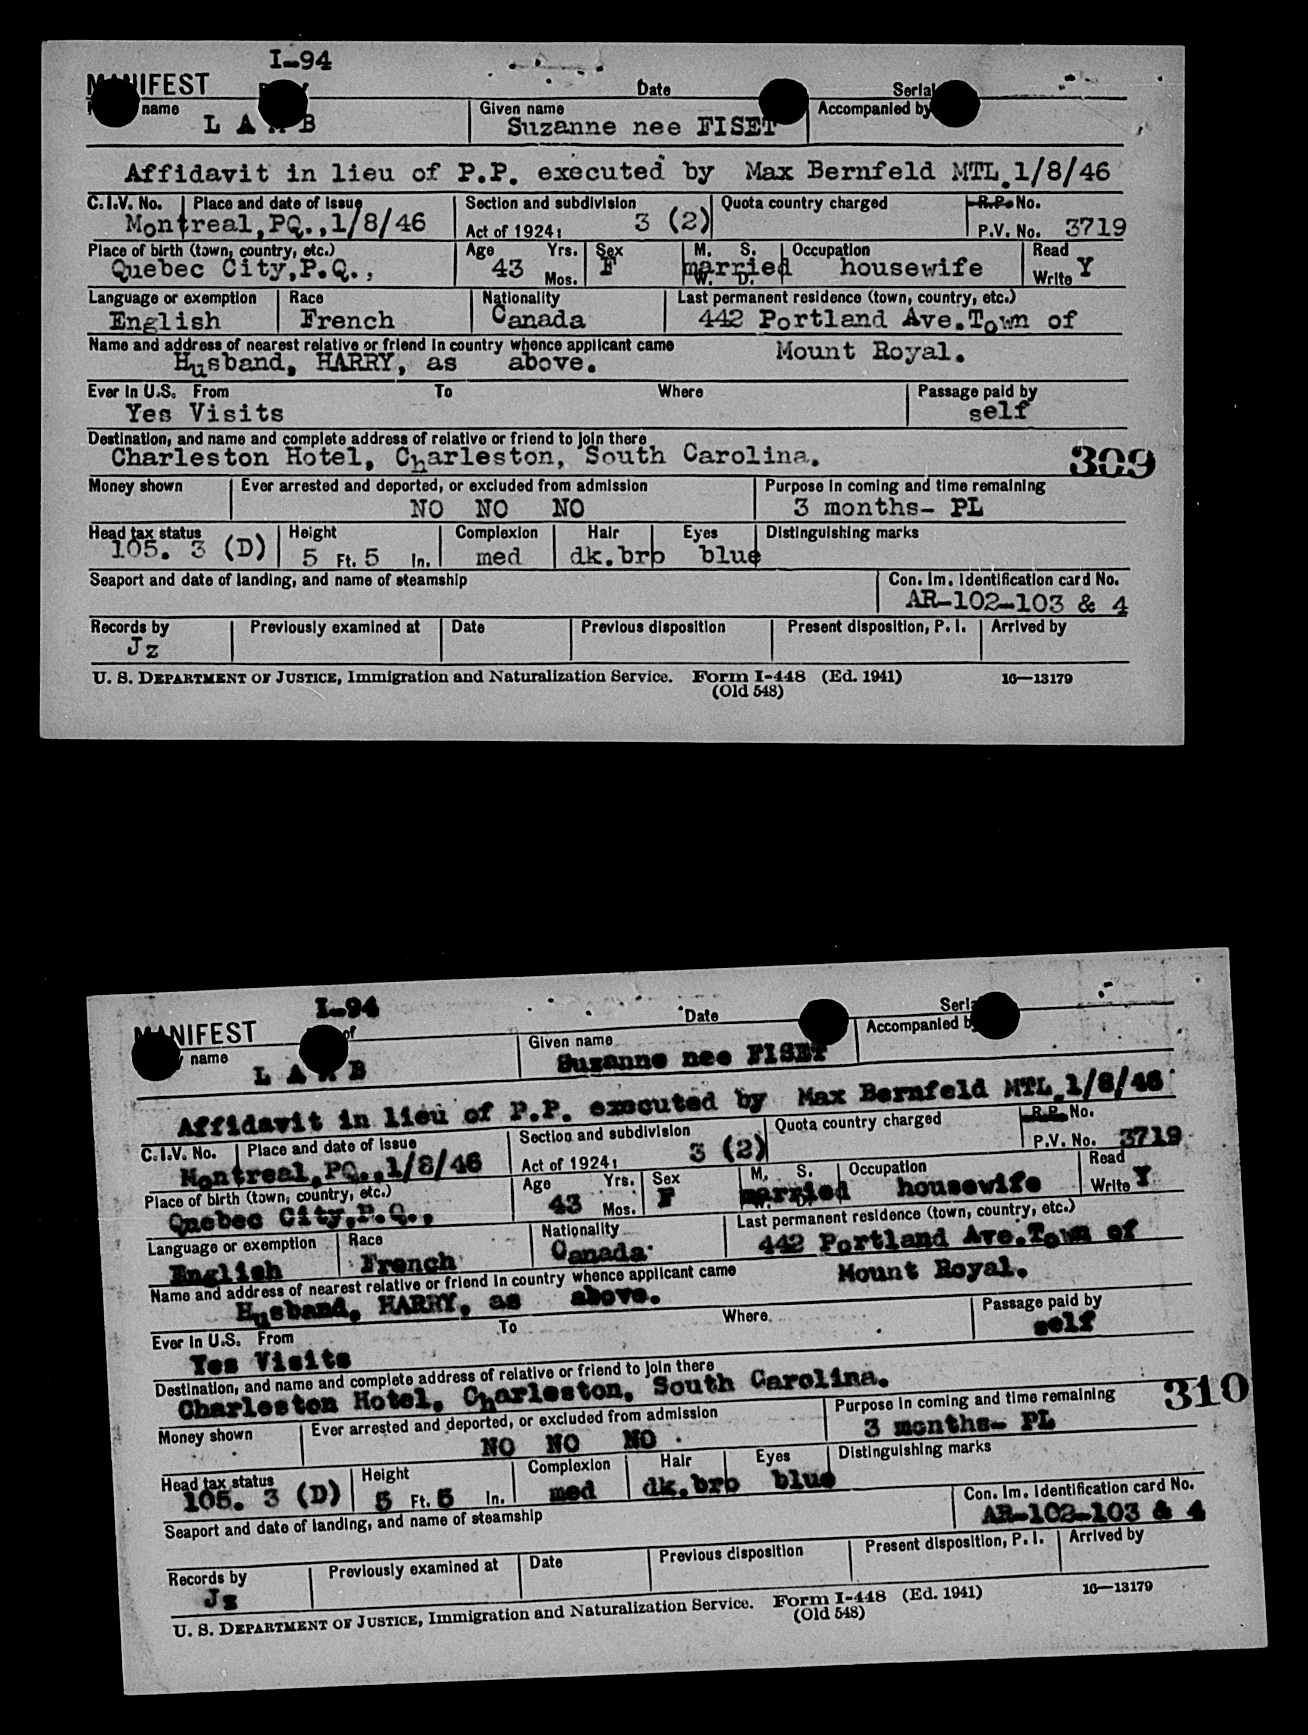 I-94
MANIFEST Date Serial
name Given name Accompanied by
L A B Suzanne nee FISET
Affidavit in lieu of P.P. executed by Max Bernfeld MTL.1/8/46
C.I.V. No. Place and date of issue Section and subdivision Quota country charged R.P. No.
Montreal,PQ.,1/8/46 Act of 1924: 3 (2) P.V. No. 3719
Place of birth (town, country, etc.) Age Yrs. Sex M. S. Occupation Read
Quebec City,P.Q., 43 Mos. F married W. D. housewife Write Y
Language or exemption Race Nationality Last permanent residence (town, country, etc.)
English French Canada 442 Portland Ave.Town of
Name and address of nearest relative or friend in country whence applicant came Mount Royal.
Husband, HARRY, as above.
Ever in U.S. From To Where Passage paid by
Yes Visits self
Destination, and name and complete address of relative or friend to join there
Charleston Hotel, Charleston, South Carolina. 309
Money shown Ever arrested and deported, or excluded from admission Purpose in coming and time remaining
NO NO NO 3 months- PL
Head tax status Height Complexion Hair Eyes Distinguishing marks
105. 3 (D) 5 Ft. 5 In. med dk.bro blue
Seaport and date of landing, and name of steamship Con. Im. Identification card No.
AR-102-103 & 4
Records by Previously examined at Date Previous disposition Present disposition, P. I. Arrived by
Jz
U. S. DEPARTMENT OF JUSTICE, Immigration and Naturalization Service. Form I-448 (Ed. 1941) 16—13179
(Old 548)
I-94
MANIFEST of Date
name Given name Accompanied
L A B Suzanne nee FISET
Affidavit in lieu of P.P. executed by Max Bernfeld MTL.1/8/46
C.I.V. No. Place and date of issue Section and subdivision Quota country charged R.P. No.
Montreal,PQ.,1/8/46 Act of 1924: 3 (2) P.V. No. 3719
Place of birth (town, country, etc.) Age Yrs. Sex M. S. Occupation Read
Quebec City,P.Q., 43 Mos. F married W. D. housewife Write Y
Language or exemption Race Nationality Last permanent residence (town, country, etc.)
English French Canada 442 Portland Ave.Town of
Name and address of nearest relative or friend in country whence applicant came Mount Royal.
Husband, HARRY, as above.
Ever in U.S. From To Where Passage paid by
Yes Visits self
Destination, and name and complete address of relative or friend to join there
Charleston Hotel, Charleston, South Carolina. 310
Money shown Ever arrested and deported, or excluded from admission Purpose in coming and time remaining
NO NO NO 3 months- PL
Head tax status Height Complexion Hair Eyes Distinguishing marks
105. 3 (D) 5 Ft. 5 In. med dk.bro blue
Seaport and date of landing, and name of steamship Con. Im. Identification card No.
AR-102-103 & 4
Records by Previously examined at Date Previous disposition Present disposition, P. I. Arrived by
Jz
U. S. DEPARTMENT OF JUSTICE, Immigration and Naturalization Service. Form I-448 (Ed. 1941) 16—13179
(Old 548)